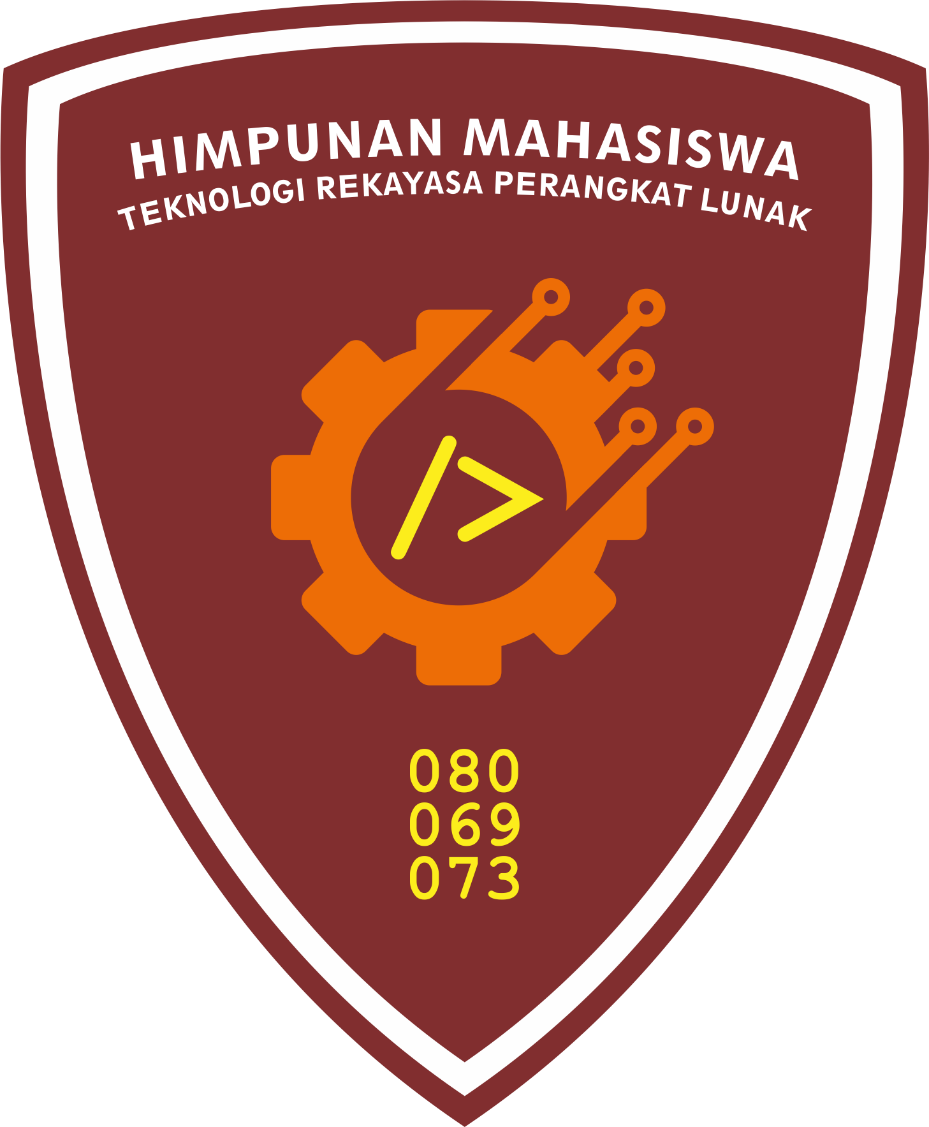 HIMPUNAN MAHASISWA
TEKNOLOGI REKAYASA PERANGKAT LUNAK
/>
080
069
073